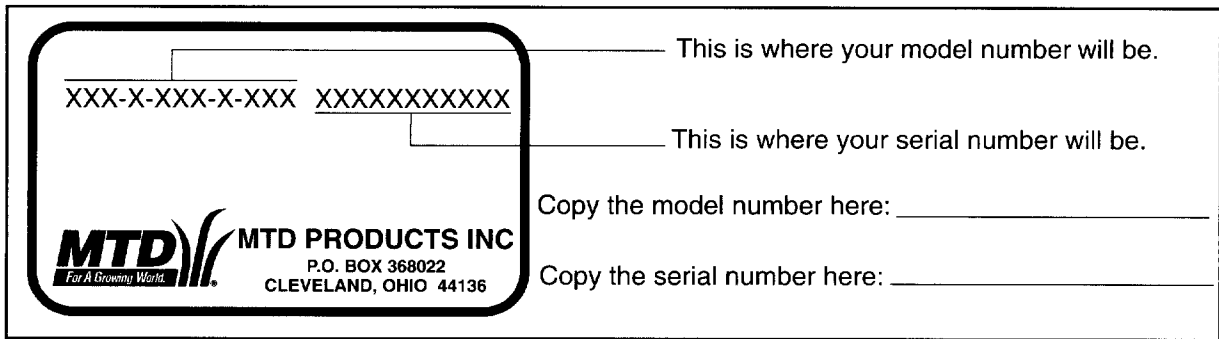 This is where your model number will be.
XXX-X-XXX-X-XXX XXXXXXXXXXX
This is where your serial number will be.
Copy the model number here:
MTD
For A Growing World.
MTD PRODUCTS INC
P.O. BOX 368022
CLEVELAND, OHIO 44136
Copy the serial number here: